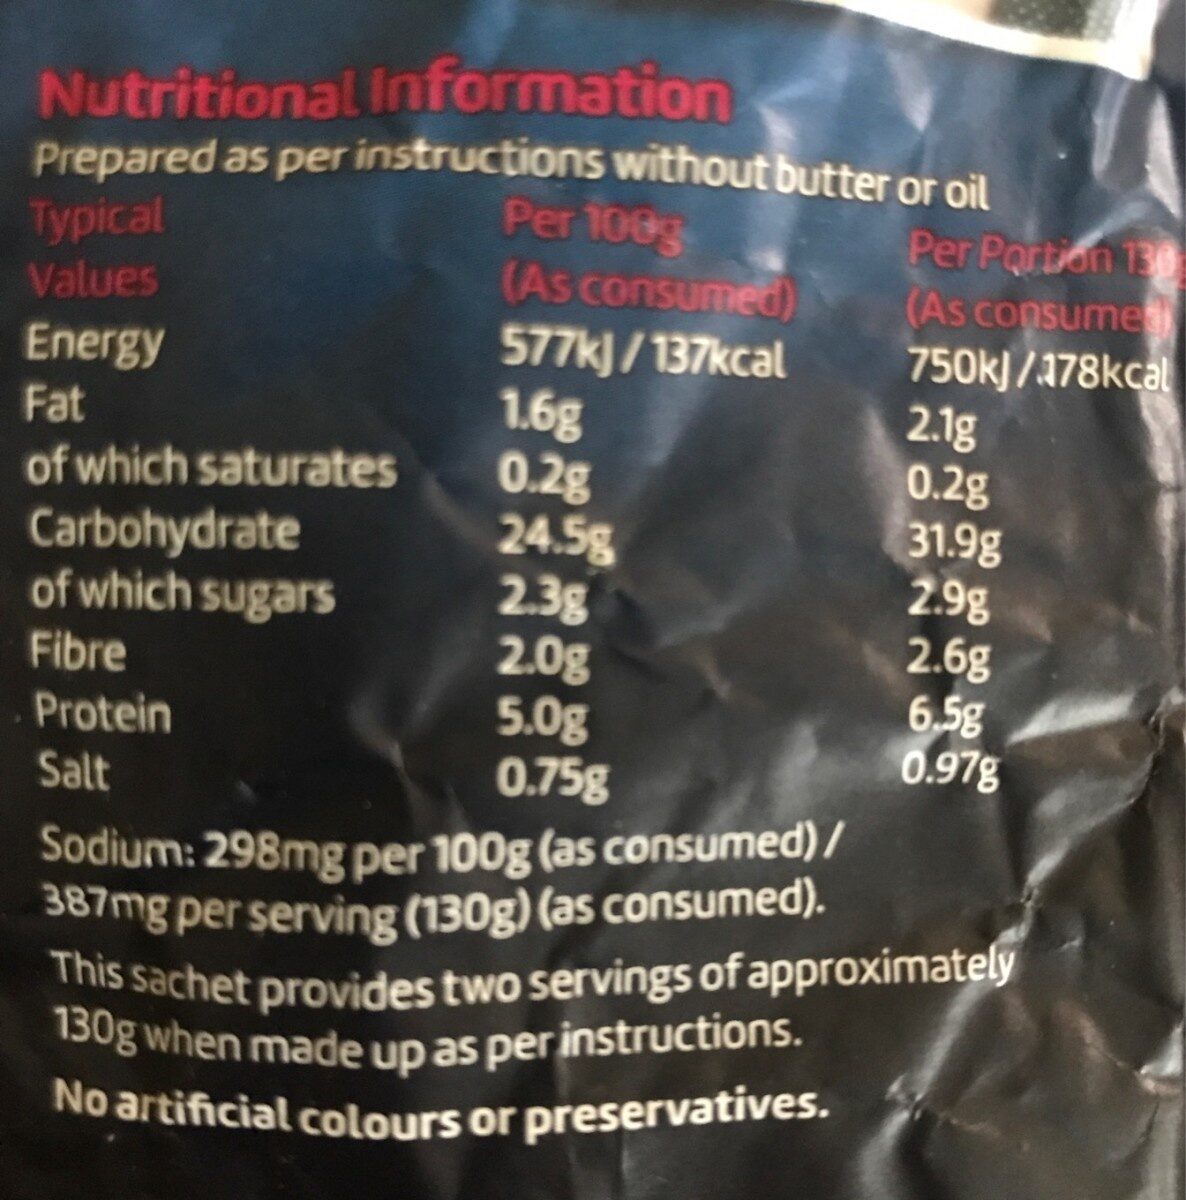 Nutritional Information
Prepared as per instructions without butter or oil
Typical Values Per 100g (As consumed) Per Portion 130g (As consumed)
Energy 577kJ / 137kcal 750kJ / 178kcal
Fat 1.6g 2.1g
of which saturates 0.2g 0.2g
Carbohydrate 24.5g 31.9g
of which sugars 2.3g 2.9g
Fibre 2.0g 2.6g
Protein 5.0g 6.5g
Salt 0.75g 0.97g
Sodium: 298mg per 100g (as consumed) /
387mg per serving (130g) (as consumed).
This sachet provides two servings of approximately
130g when made up as per instructions.
No artificial colours or preservatives.